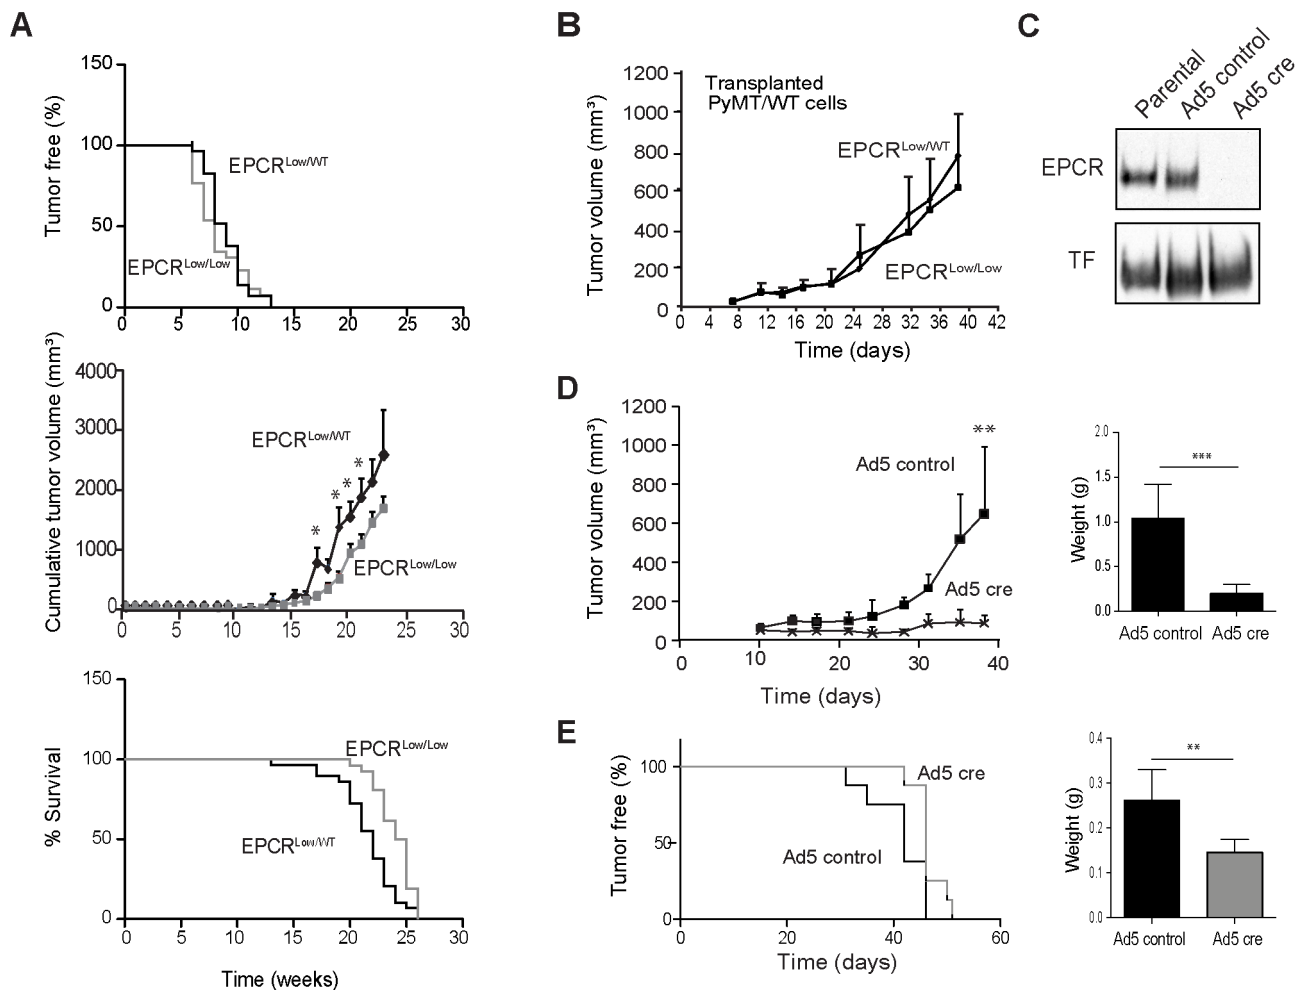 A
150
100
50
0
Tumor free (%)
EPCR^Low/WT
EPCR^Low/Low
0 5 10 15 20 25 30
4000
3000
2000
1000
0
Cumulative tumor volume (mm³)
EPCR^Low/WT
* * * *
EPCR^Low/Low
0 5 10 15 20 25 30
150
100
50
0
% Survival
EPCR^Low/Low
EPCR^Low/WT
0 5 10 15 20 25 30
Time (weeks)
B
1200
1000
800
600
400
200
0
Tumor volume (mm³)
Transplanted
PyMT/WT cells
EPCR^Low/WT
EPCR^Low/Low
0 4 8 12 16 20 24 28 32 36 40 42
Time (days)
C
Parental
Ad5 control
Ad5 cre
EPCR
TF
D
1200
1000
800
600
400
200
0
Tumor volume (mm³)
**
Ad5 control
Ad5 cre
0 10 20 30 40
Time (days)
2.0
1.5
1.0
0.5
0.0
Weight (g)
***
Ad5 control Ad5 cre
E
100
50
0
Tumor free (%)
Ad5 cre
Ad5 control
0 20 40 60
Time (days)
0.4
0.3
0.2
0.1
0.0
Weight (g)
**
Ad5 control Ad5 cre